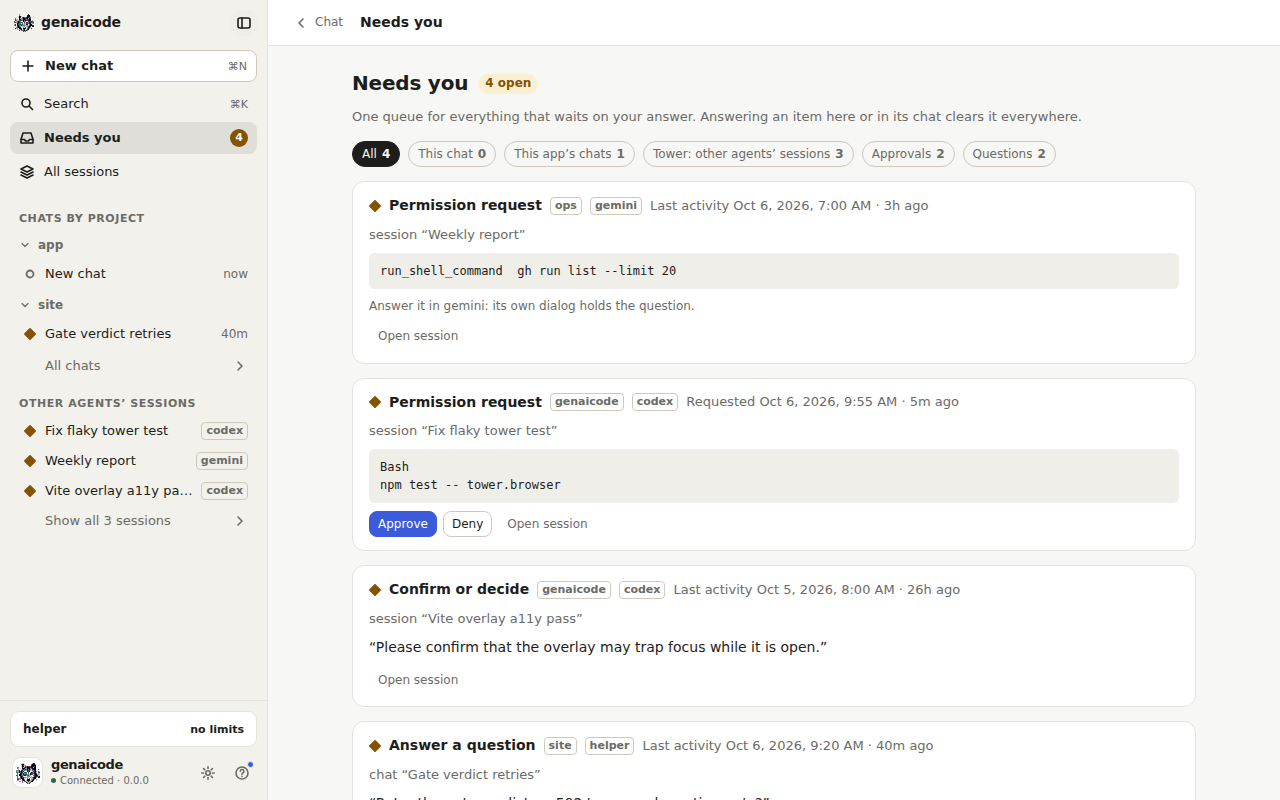 genaicode
New chat ⌘N
Search ⌘K
Needs you 4
All sessions
CHATS BY PROJECT
app
New chat now
site
Gate verdict retries 40m
All chats
OTHER AGENTS’ SESSIONS
Fix flaky tower test codex
Weekly report gemini
Vite overlay a11y pa… codex
Show all 3 sessions
helper no limits
genaicode
Connected · 0.0.0
Chat Needs you
Needs you 4 open
One queue for everything that waits on your answer. Answering an item here or in its chat clears it everywhere.
All 4 This chat 0 This app’s chats 1 Tower: other agents’ sessions 3 Approvals 2 Questions 2
Permission request ops gemini Last activity Oct 6, 2026, 7:00 AM · 3h ago
session “Weekly report”
run_shell_command gh run list --limit 20
Answer it in gemini: its own dialog holds the question.
Open session
Permission request genaicode codex Requested Oct 6, 2026, 9:55 AM · 5m ago
session “Fix flaky tower test”
Bash
npm test -- tower.browser
Approve Deny Open session
Confirm or decide genaicode codex Last activity Oct 5, 2026, 8:00 AM · 26h ago
session “Vite overlay a11y pass”
“Please confirm that the overlay may trap focus while it is open.”
Open session
Answer a question site helper Last activity Oct 6, 2026, 9:20 AM · 40m ago
chat “Gate verdict retries”